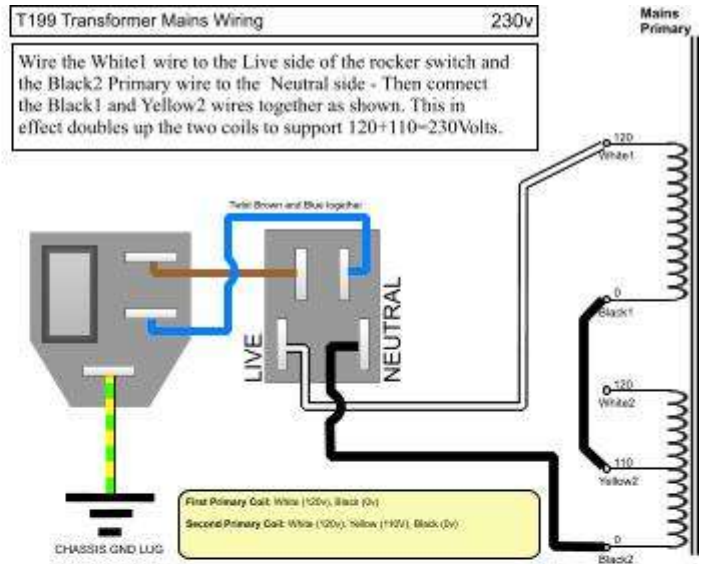 T199 Transformer Mains Wiring 230v
Mains
Primary
Wire the White1 wire to the Live side of the rocker switch and
the Black2 Primary wire to the Neutral side - Then connect
the Black1 and Yellow2 wires together as shown. This in
effect doubles up the two coils to support 120+110=230Volts.
120
White1
Twist Brown and Blue together
0
Black1
LIVE
NEUTRAL
120
White2
110
Yellow2
First Primary Coil: White (120v), Black (0v)
Second Primary Coil: White (120v), Yellow (110V), Black (0v)
0
Black2
CHASSIS GND LUG